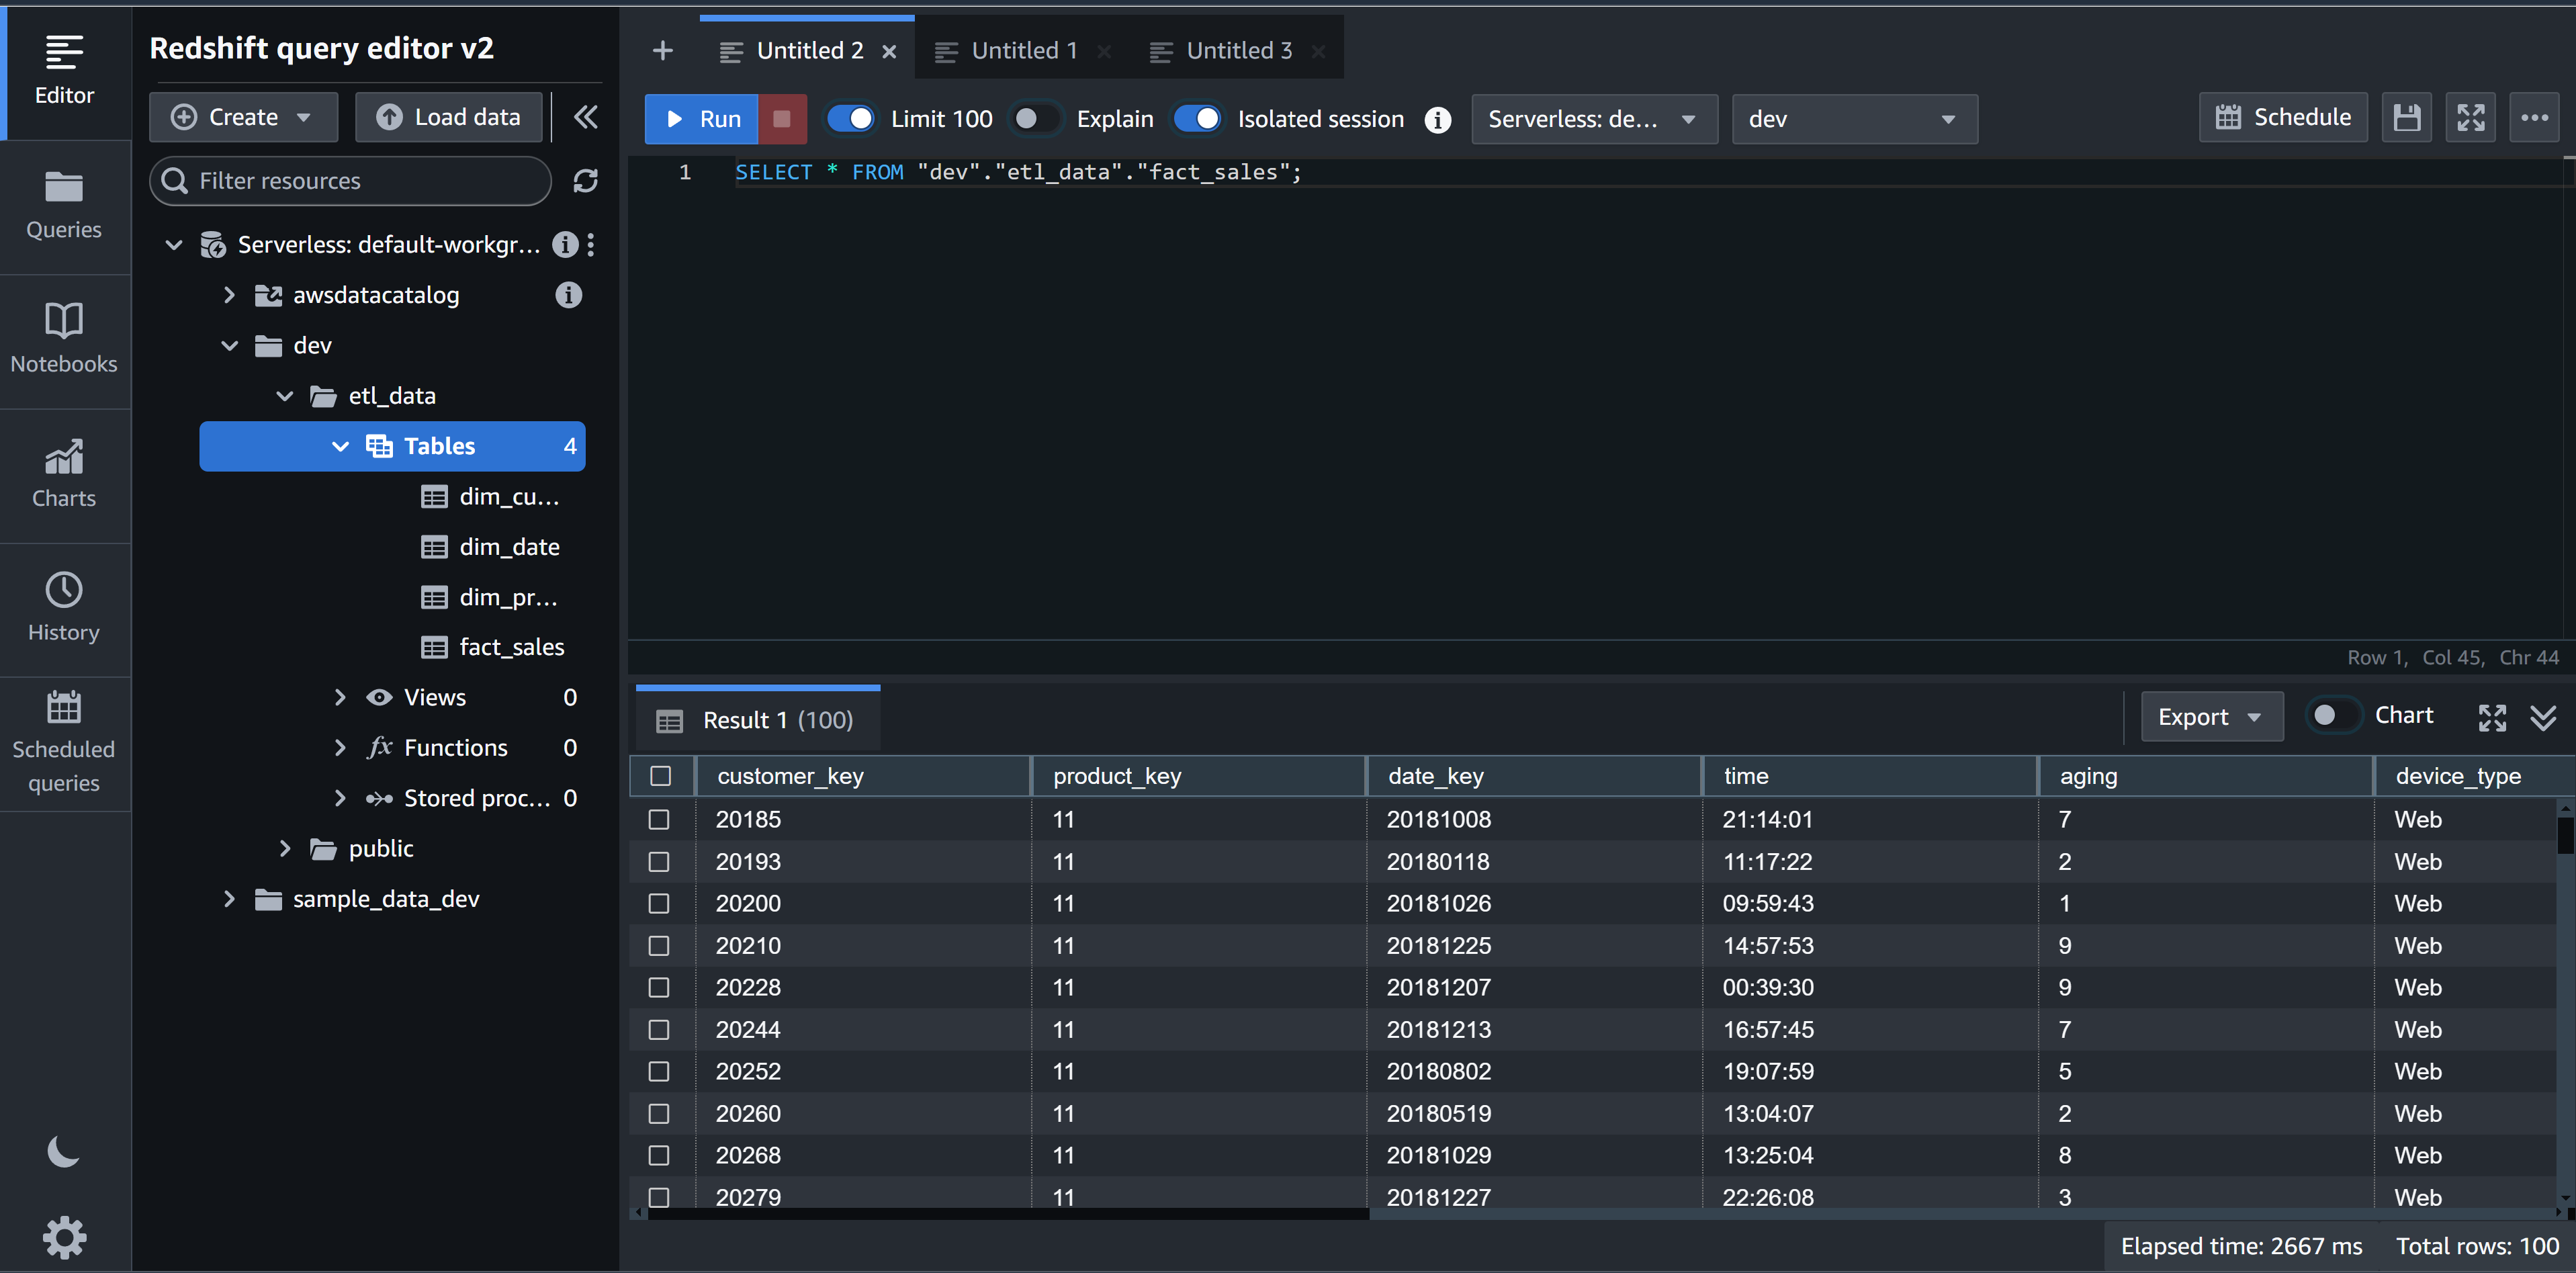 Editor
Queries
Notebooks
Charts
History
Scheduled
queries
Redshift query editor v2
Create
Load data
Filter resources
Serverless: default-workgr...
awsdatacatalog
dev
etl_data
Tables 4
dim_cu...
dim_date
dim_pr...
fact_sales
Views 0
Functions 0
Stored proc... 0
public
sample_data_dev
Untitled 2
Untitled 1
Untitled 3
Run
Limit 100
Explain
Isolated session
Serverless: de...
dev
Schedule
1 SELECT * FROM "dev"."etl_data"."fact_sales";
Row 1, Col 45, Chr 44
Result 1 (100)
Export
Chart
customer_key product_key date_key time aging device_type
20185 11 20181008 21:14:01 7 Web
20193 11 20180118 11:17:22 2 Web
20200 11 20181026 09:59:43 1 Web
20210 11 20181225 14:57:53 9 Web
20228 11 20181207 00:39:30 9 Web
20244 11 20181213 16:57:45 7 Web
20252 11 20180802 19:07:59 5 Web
20260 11 20180519 13:04:07 2 Web
20268 11 20181029 13:25:04 8 Web
20279 11 20181227 22:26:08 3 Web
Elapsed time: 2667 ms Total rows: 100